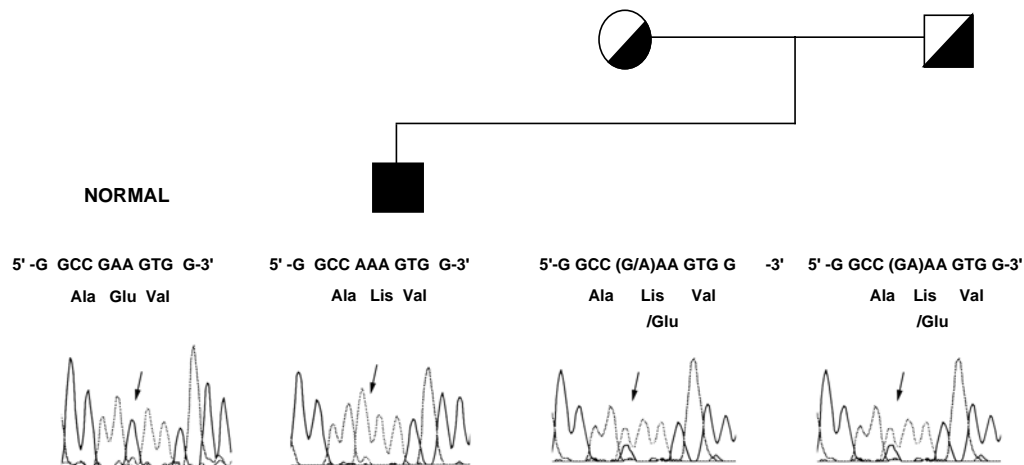 NORMAL
5' -G GCC GAA GTG G-3'
Ala Glu Val
5' -G GCC AAA GTG G-3'
Ala Lis Val
5'-G GCC (G/A)AA GTG G -3'
Ala Lis Val
/Glu
5' -G GCC (GA)AA GTG G-3'
Ala Lis Val
/Glu